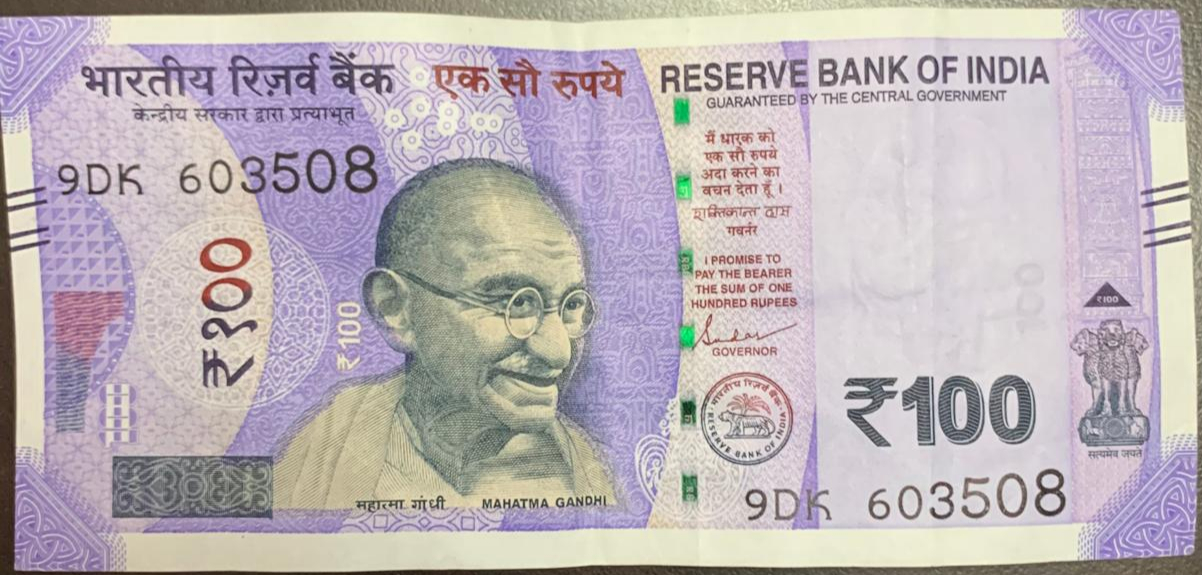 भारतीय रिज़र्व बैंक
केन्द्रीय सरकार द्वारा प्रत्याभूत
एक सौ रुपये
RESERVE BANK OF INDIA
GUARANTEED BY THE CENTRAL GOVERNMENT
9DK 603508
₹१००
₹100
मैं धारक को
एक सौ रुपये
अदा करने का
वचन देता हूँ।
शक्तिकान्त दास
गवर्नर
I PROMISE TO
PAY THE BEARER
THE SUM OF ONE
HUNDRED RUPEES
GOVERNOR
भारतीय रिज़र्व बैंक
RESERVE BANK OF INDIA
100
₹100
₹100
सत्यमेव जयते
महात्मा गांधी
MAHATMA GANDHI
9DK 603508